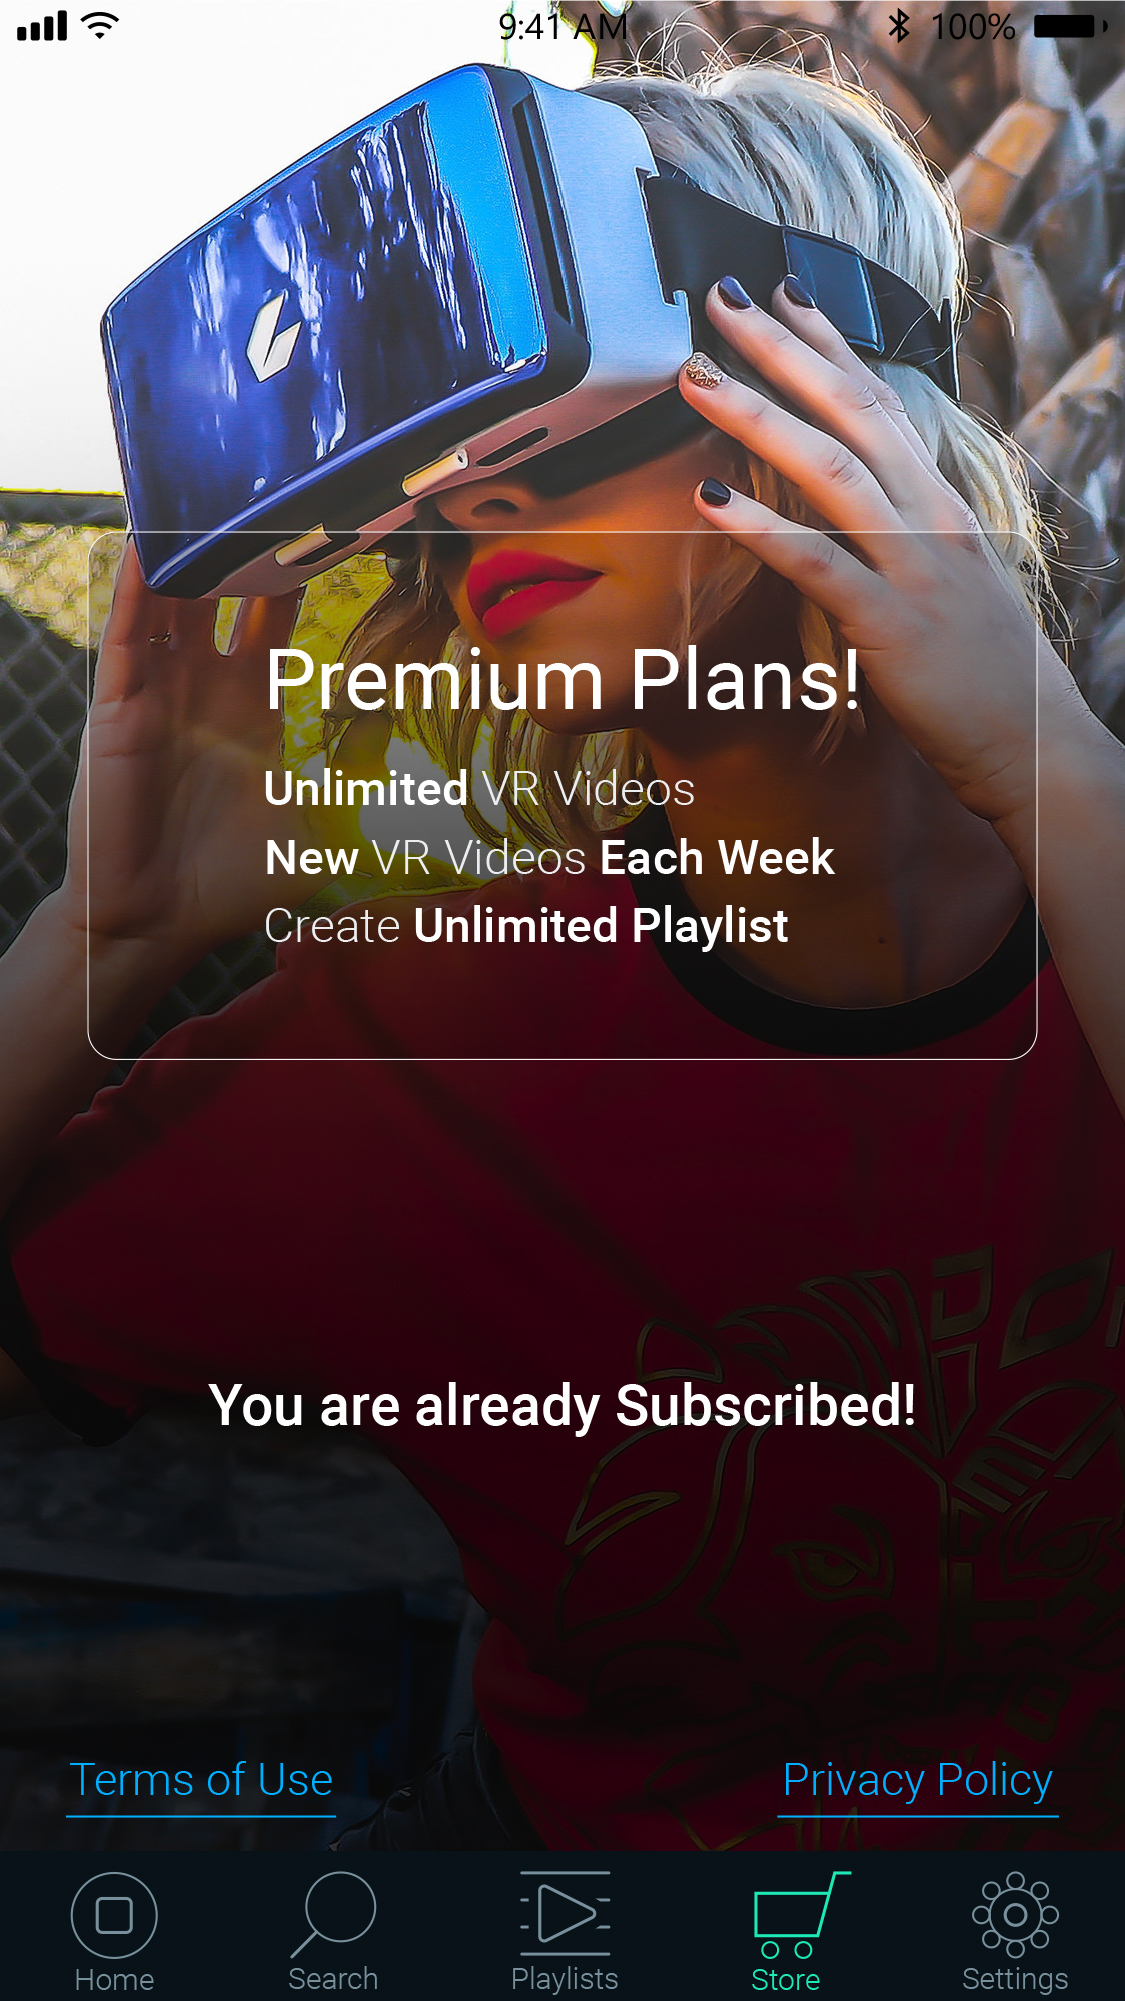 9:41 AM
100%
Premium Plans!
Unlimited VR Videos
New VR Videos Each Week
Create Unlimited Playlist
You are already Subscribed!
Terms of Use
Privacy Policy
Home
Search
Playlists
Store
Settings